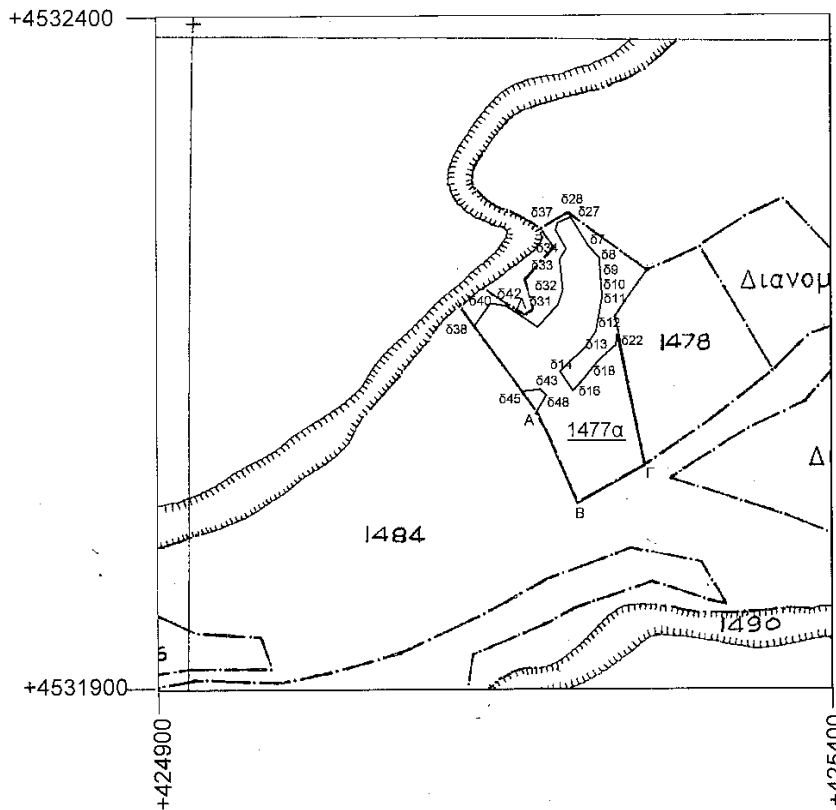 +4532400
δ28
δ37
δ27
δ34
δ7
δ8
δ33
δ9
δ32
δ10
δ42
δ31
δ11
δ40
δ38
δ12
δ13
δ22
δ14
δ18
δ43
δ16
δ45
δ48
Α
1477α
Γ
Β
Διανομ
1478
1484
1490
+4531900
+424900
+425400